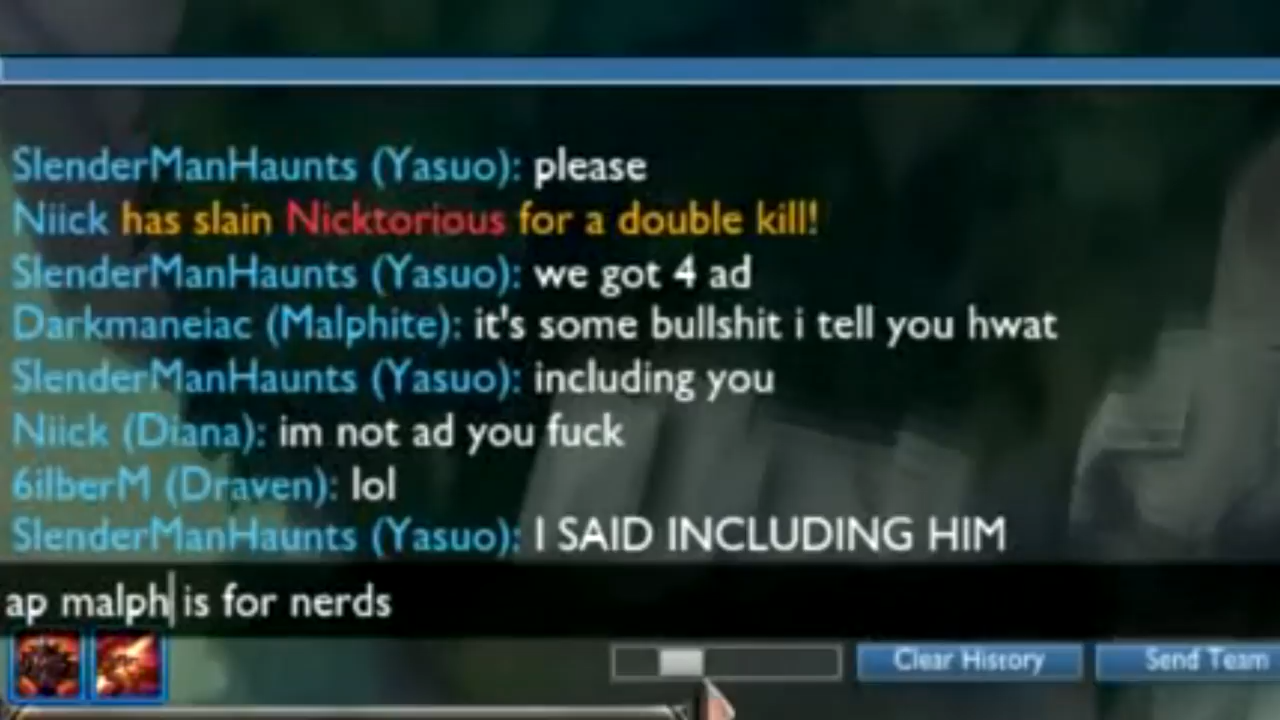 SlenderManHaunts (Yasuo): please
Niick has slain Nicktorious for a double kill!
SlenderManHaunts (Yasuo): we got 4 ad
Darkmaneiac (Malphite): it's some bullshit i tell you hwat
SlenderManHaunts (Yasuo): including you
Niick (Diana): im not ad you fuck
6ilberM (Draven): lol
SlenderManHaunts (Yasuo): I SAID INCLUDING HIM
ap malph is for nerds
Clear History
Send Team